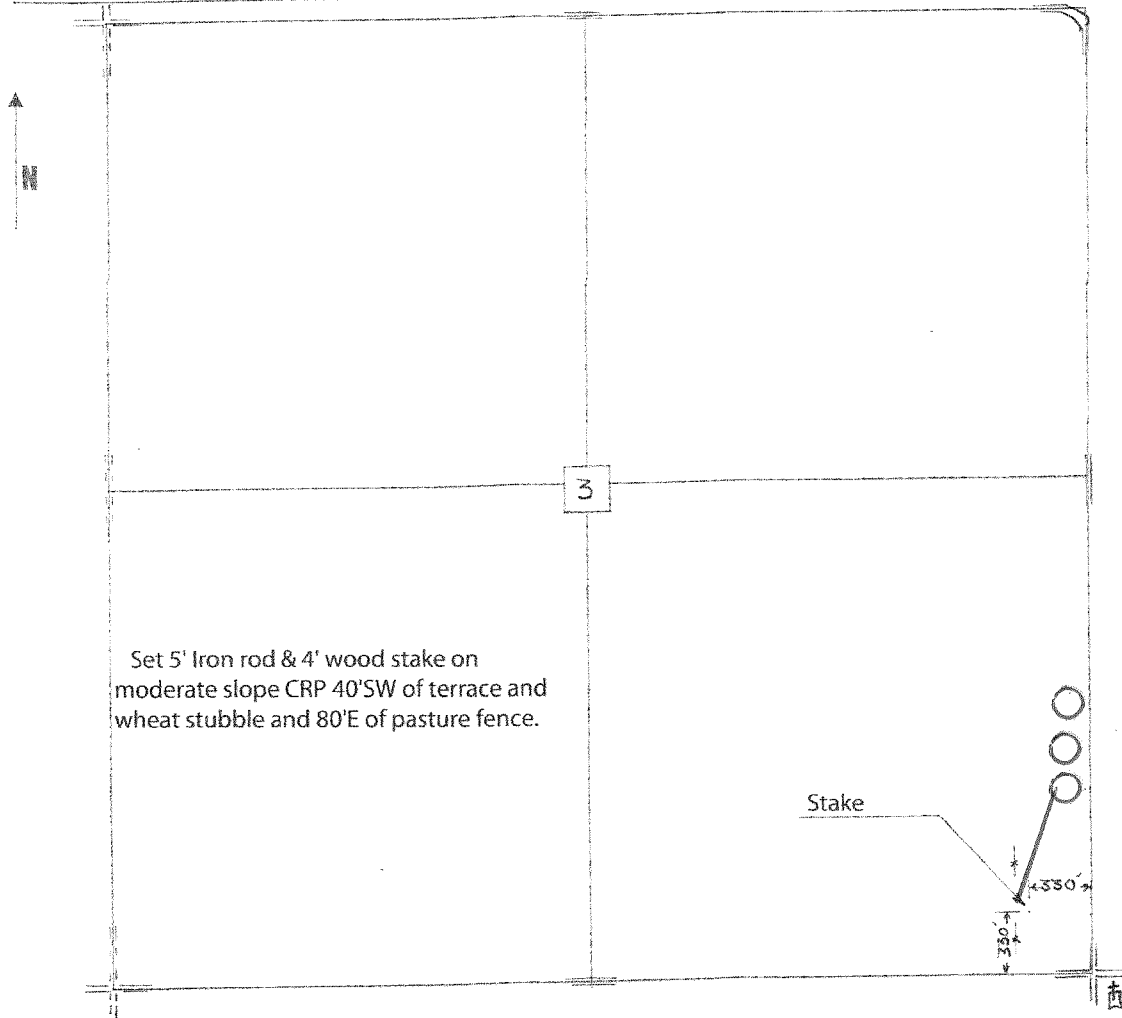 N
3
Set 5' Iron rod & 4' wood stake on
moderate slope CRP 40'SW of terrace and
wheat stubble and 80'E of pasture fence.
Stake
330'
330'